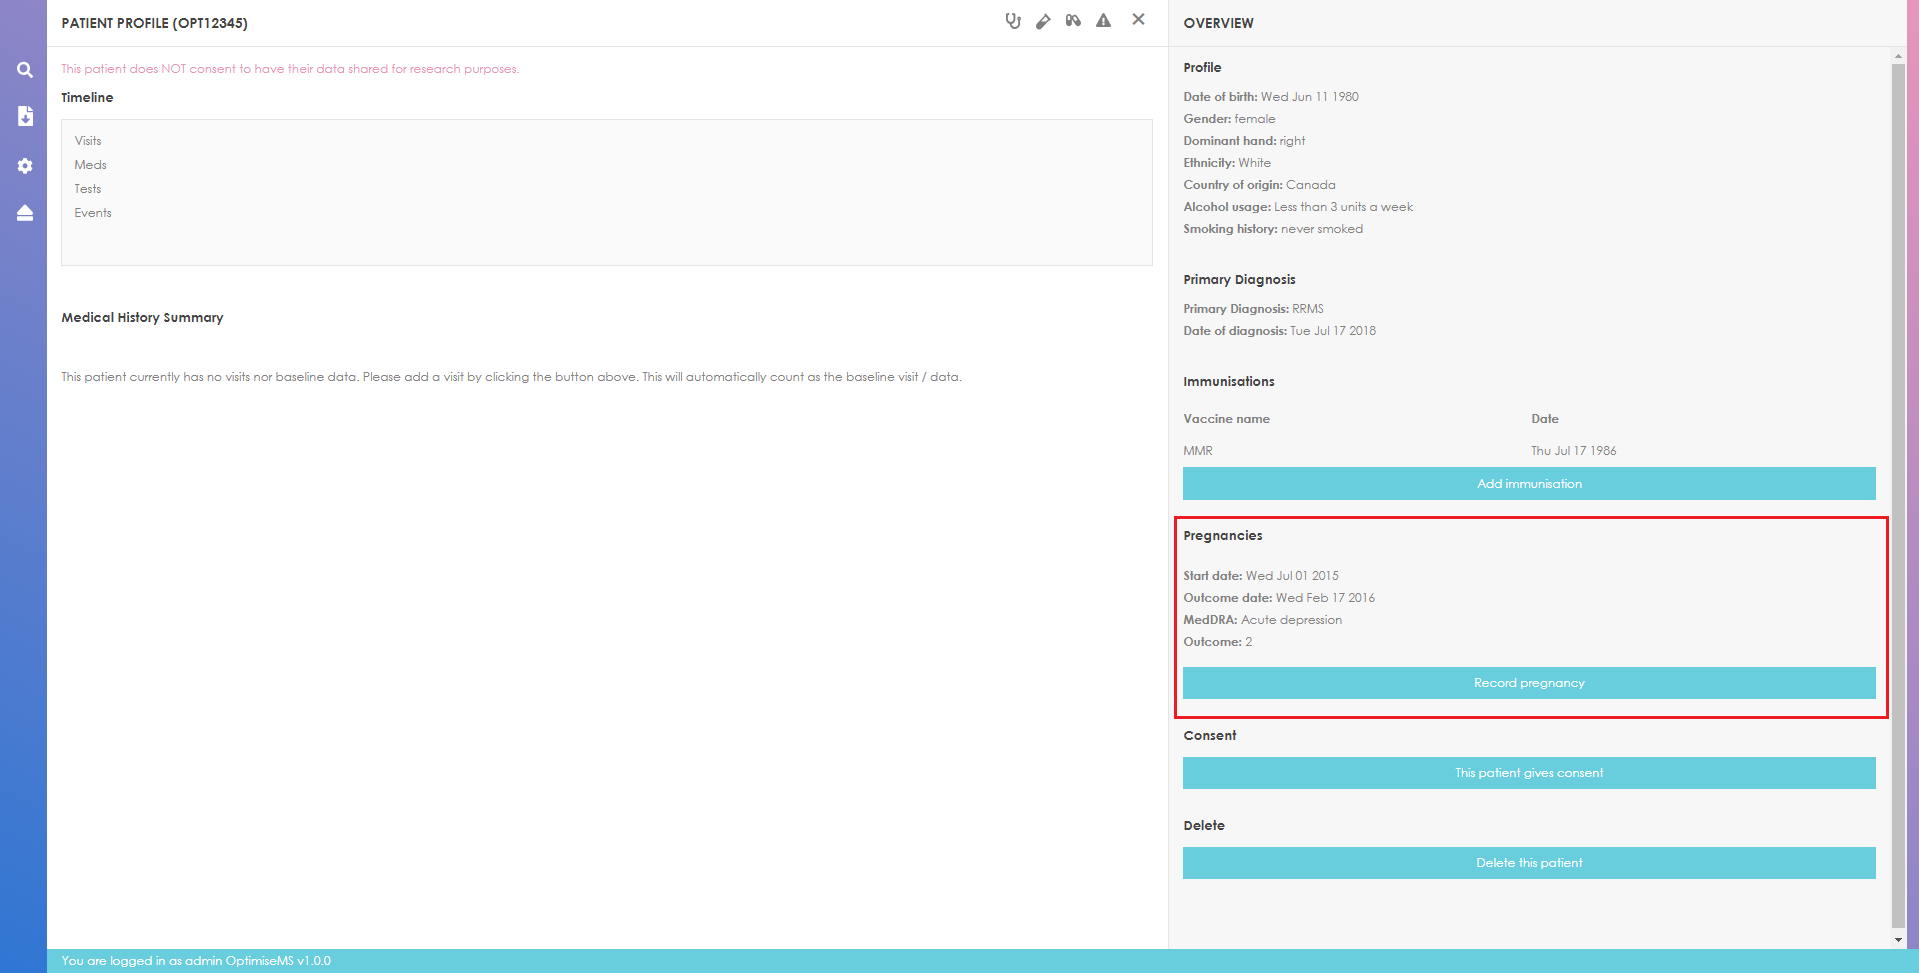 PATIENT PROFILE (OPT12345)
This patient does NOT consent to have their data shared for research purposes.
Timeline
Visits
Meds
Tests
Events
Medical History Summary
This patient currently has no visits nor baseline data. Please add a visit by clicking the button above. This will automatically count as the baseline visit / data.
OVERVIEW
Profile
Date of birth: Wed Jun 11 1980
Gender: female
Dominant hand: right
Ethnicity: White
Country of origin: Canada
Alcohol usage: Less than 3 units a week
Smoking history: never smoked
Primary Diagnosis
Primary Diagnosis: RRMS
Date of diagnosis: Tue Jul 17 2018
Immunisations
Vaccine name Date
MMR Thu Jul 17 1986
Add immunisation
Pregnancies
Start date: Wed Jul 01 2015
Outcome date: Wed Feb 17 2016
MedDRA: Acute depression
Outcome: 2
Record pregnancy
Consent
This patient gives consent
Delete
Delete this patient
You are logged in as admin OptimiseMS v1.0.0